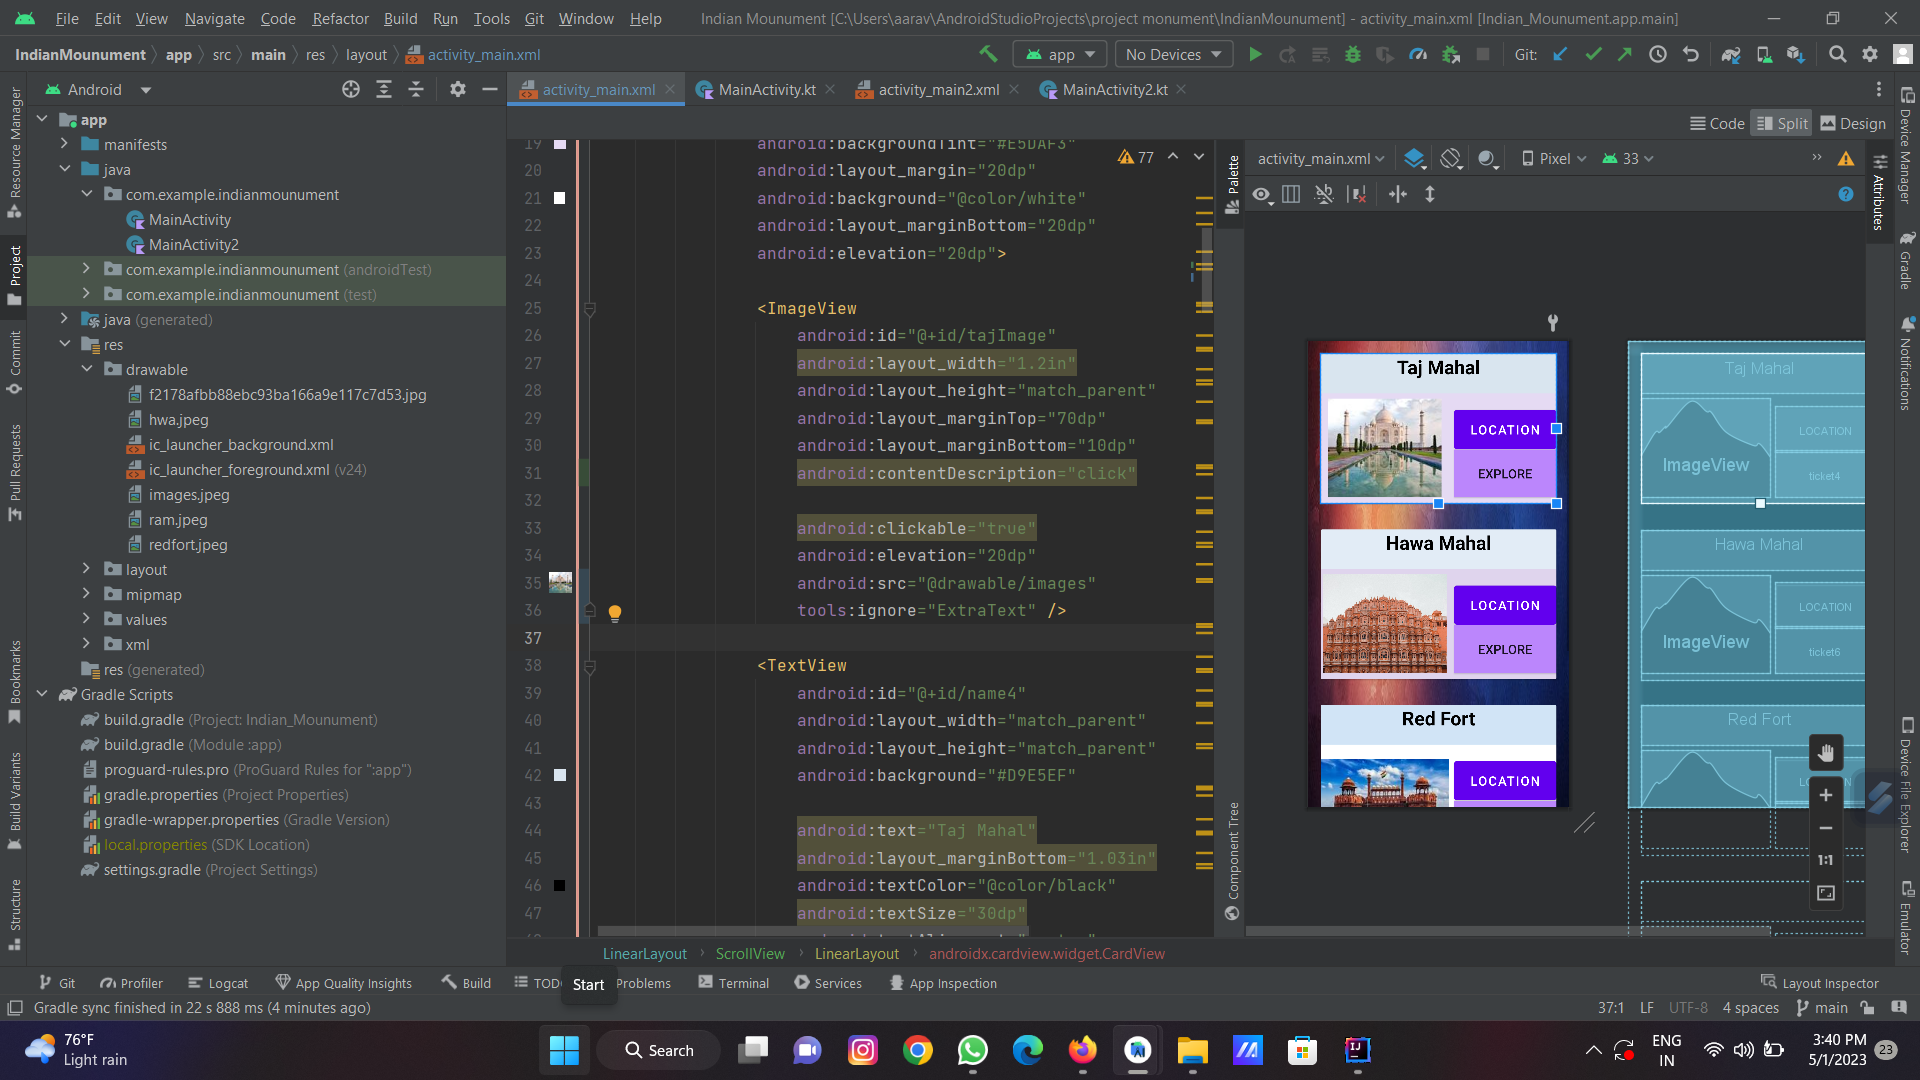 File Edit View Navigate Code Refactor Build Run Tools Git Window Help Indian Mounument [C:\Users\aarav\AndroidStudioProjects\project monument\IndianMounument] - activity_main.xml [Indian_Mounument.app.main]
IndianMounument app src main res layout activity_main.xml app No Devices Git:
Android activity_main.xml MainActivity.kt activity_main2.xml MainActivity2.kt
Code Split Design
Resource Manager
Project
Commit
Pull Requests
Bookmarks
Build Variants
Structure
app
manifests
java
com.example.indianmounument
MainActivity
MainActivity2
com.example.indianmounument (androidTest)
com.example.indianmounument (test)
java (generated)
res
drawable
f2178afbb88ebc93ba166a9e117c7d53.jpg
hwa.jpeg
ic_launcher_background.xml
ic_launcher_foreground.xml (v24)
images.jpeg
ram.jpeg
redfort.jpeg
layout
mipmap
values
xml
res (generated)
Gradle Scripts
build.gradle (Project: Indian_Mounument)
build.gradle (Module :app)
proguard-rules.pro (ProGuard Rules for ":app")
gradle.properties (Project Properties)
gradle-wrapper.properties (Gradle Version)
local.properties (SDK Location)
settings.gradle (Project Settings)
77
19 android:backgroundTint="#E5DAF3"
20 android:layout_margin="20dp"
21 android:background="@color/white"
22 android:layout_marginBottom="20dp"
23 android:elevation="20dp">
24
25 <ImageView
26 android:id="@+id/tajImage"
27 android:layout_width="1.2in"
28 android:layout_height="match_parent"
29 android:layout_marginTop="70dp"
30 android:layout_marginBottom="10dp"
31 android:contentDescription="click"
32
33 android:clickable="true"
34 android:elevation="20dp"
35 android:src="@drawable/images"
36 tools:ignore="ExtraText" />
37
38 <TextView
39 android:id="@+id/name4"
40 android:layout_width="match_parent"
41 android:layout_height="match_parent"
42 android:background="#D9E5EF"
43
44 android:text="Taj Mahal"
45 android:layout_marginBottom="1.03in"
46 android:textColor="@color/black"
47 android:textSize="30dp"
LinearLayout ScrollView LinearLayout androidx.cardview.widget.CardView
Palette
Component Tree
activity_main.xml Pixel 33
Taj Mahal
LOCATION
EXPLORE
Hawa Mahal
LOCATION
EXPLORE
Red Fort
LOCATION
Taj Mahal
LOCATION
ImageView
ticket4
Hawa Mahal
LOCATION
ImageView
ticket6
Red Fort
1:1
Attributes
Device Manager
Gradle
Notifications
Device File Explorer
Emulator
Git Profiler Logcat App Quality Insights Build TODO Problems Terminal Services App Inspection Layout Inspector
Start
Gradle sync finished in 22 s 888 ms (4 minutes ago) 37:1 LF UTF-8 4 spaces main
76°F
Light rain
Search
ENG
IN
3:40 PM
5/1/2023
23